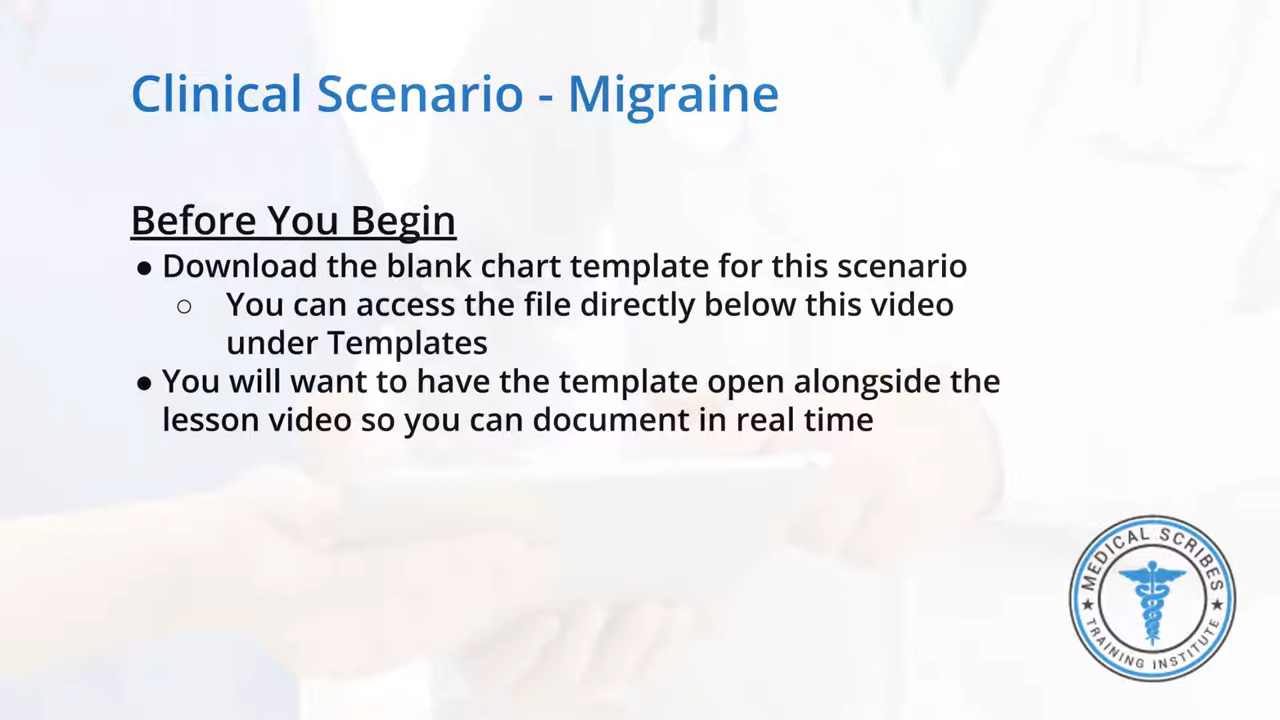 Clinical Scenario - Migraine
Before You Begin
● Download the blank chart template for this scenario
○ You can access the file directly below this video
under Templates
● You will want to have the template open alongside the
lesson video so you can document in real time
MEDICAL SCRIBES
★ ★
TRAINING INSTITUTE